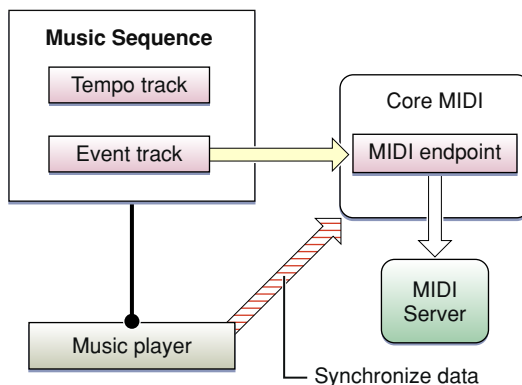 Music Sequence
Tempo track
Event track
Core MIDI
MIDI endpoint
MIDI
Server
Music player
Synchronize data